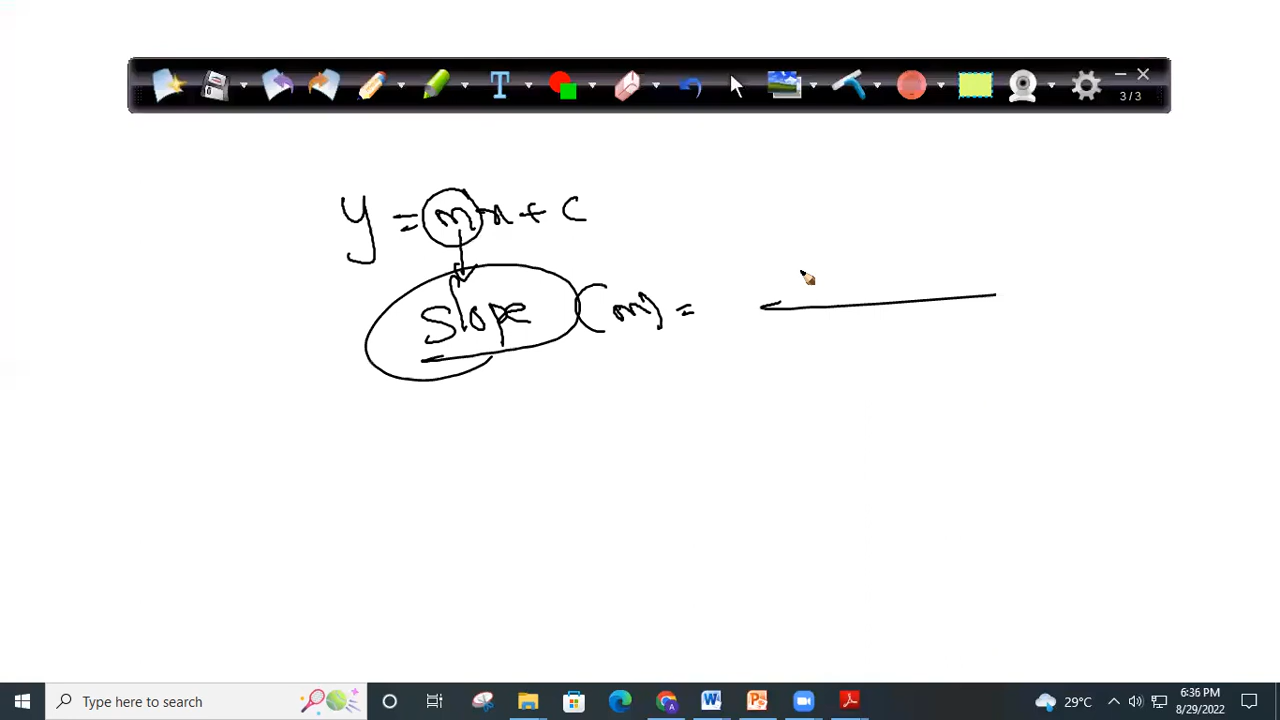 3/3
y = mx + c
slope (m) =
Type here to search
29°C
6:36 PM
8/29/2022